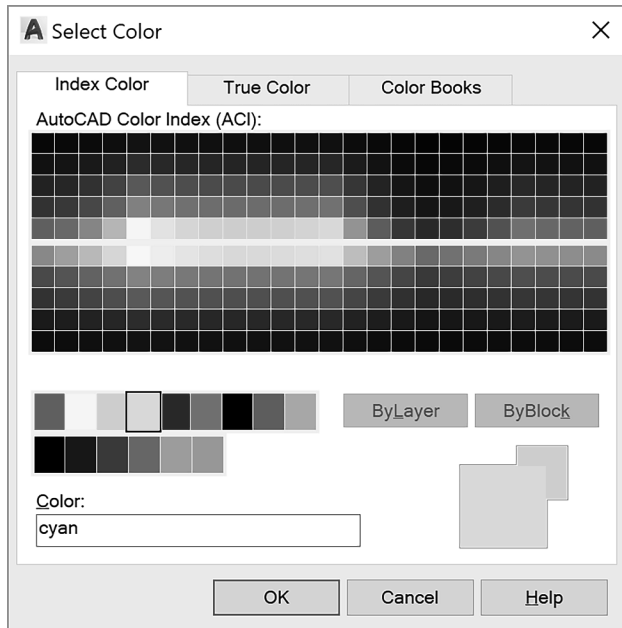 Select Color
Index Color
True Color
Color Books
AutoCAD Color Index (ACI):
ByLayer
ByBlock
Color:
cyan
OK
Cancel
Help